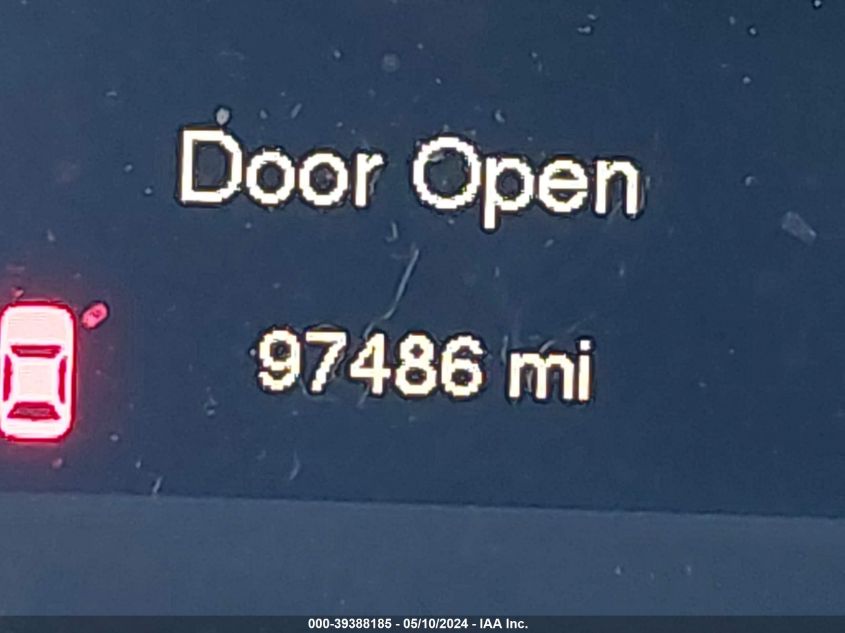 Door Open
97486 mi
000-39388185 - 05/10/2024 - IAA Inc.